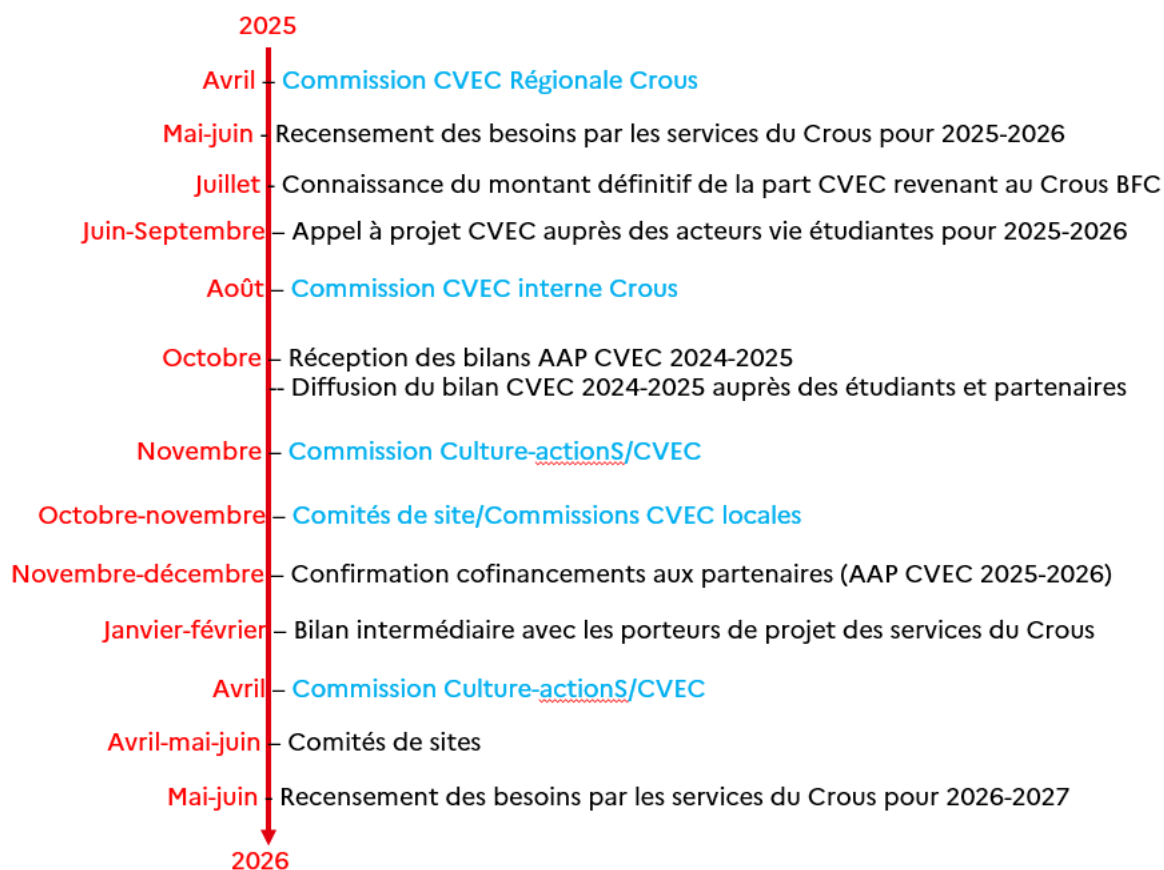 2025
Avril – Commission CVEC Régionale Crous
Mai-juin - Recensement des besoins par les services du Crous pour 2025-2026
Juillet - Connaissance du montant définitif de la part CVEC revenant au Crous BFC
Juin-Septembre – Appel à projet CVEC auprès des acteurs vie étudiantes pour 2025-2026
Août – Commission CVEC interne Crous
Octobre – Réception des bilans AAP CVEC 2024-2025
-- Diffusion du bilan CVEC 2024-2025 auprès des étudiants et partenaires
Novembre – Commission Culture-actionS/CVEC
Octobre-novembre – Comités de site/Commissions CVEC locales
Novembre-décembre – Confirmation cofinancements aux partenaires (AAP CVEC 2025-2026)
Janvier-février – Bilan intermédiaire avec les porteurs de projet des services du Crous
Avril – Commission Culture-actionS/CVEC
Avril-mai-juin – Comités de sites
Mai-juin - Recensement des besoins par les services du Crous pour 2026-2027
2026